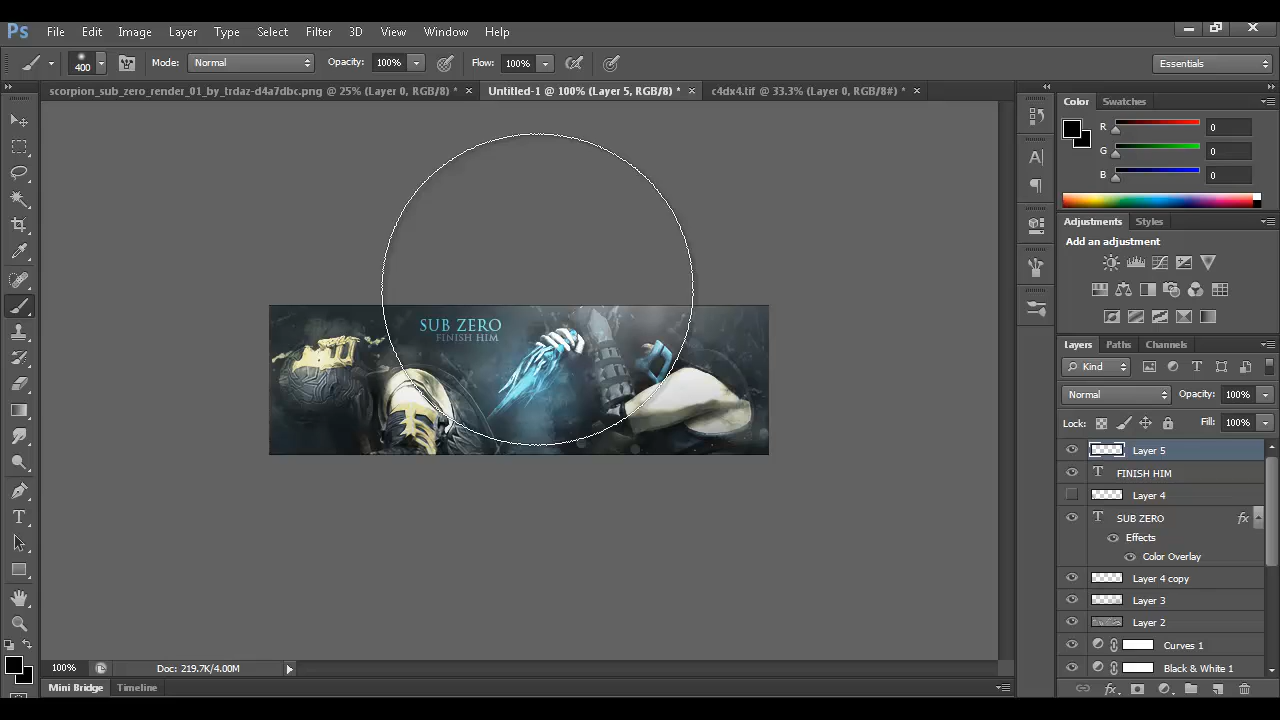 Ps File Edit Image Layer Type Select Filter 3D View Window Help
400 Mode: Normal Opacity: 100% Flow: 100% Essentials
scorpion_sub_zero_render_01_by_trdaz-d4a7dbc.png @ 25% (Layer 0, RGB/8) * Untitled-1 @ 100% (Layer 5, RGB/8) * c4dx4.tif @ 33.3% (Layer 0, RGB/8#) *
Color Swatches
R 0
G 0
B 0
Adjustments Styles
Add an adjustment
SUB ZERO
FINISH HIM
Layers Paths Channels
Kind
Normal Opacity: 100%
Lock: Fill: 100%
Layer 5
T FINISH HIM
Layer 4
T SUB ZERO fx
Effects
Color Overlay
Layer 4 copy
Layer 3
Layer 2
Curves 1
Black & White 1
100% Doc: 219.7K/4.00M
Mini Bridge Timeline